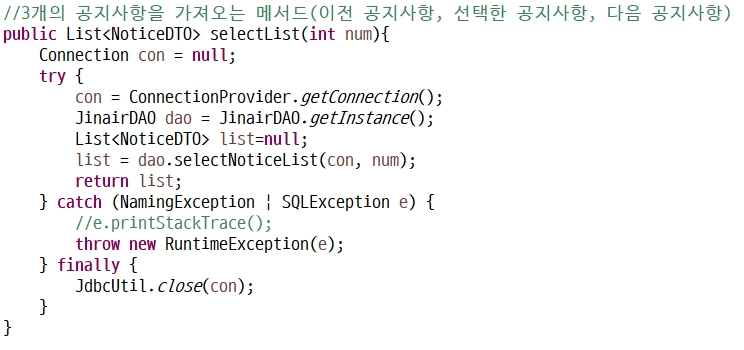 //3개의 공지사항을 가져오는 메서드(이전 공지사항, 선택한 공지사항, 다음 공지사항)
public List<NoticeDTO> selectList(int num){
    Connection con = null;
    try {
        con = ConnectionProvider.getConnection();
        JinairDAO dao = JinairDAO.getInstance();
        List<NoticeDTO> list=null;
        list = dao.selectNoticeList(con, num);
        return list;
    } catch (NamingException | SQLException e) {
        //e.printStackTrace();
        throw new RuntimeException(e);
    } finally {
        JdbcUtil.close(con);
    }
}